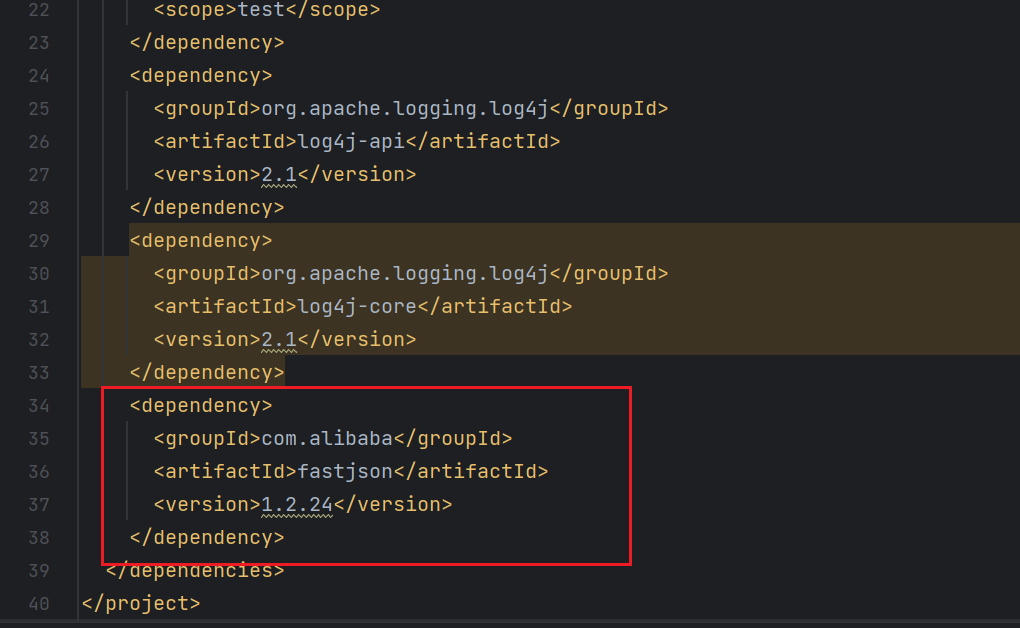 22 <scope>test</scope>
23 </dependency>
24 <dependency>
25 <groupId>org.apache.logging.log4j</groupId>
26 <artifactId>log4j-api</artifactId>
27 <version>2.1</version>
28 </dependency>
29 <dependency>
30 <groupId>org.apache.logging.log4j</groupId>
31 <artifactId>log4j-core</artifactId>
32 <version>2.1</version>
33 </dependency>
34 <dependency>
35 <groupId>com.alibaba</groupId>
36 <artifactId>fastjson</artifactId>
37 <version>1.2.24</version>
38 </dependency>
39 </dependencies>
40 </project>